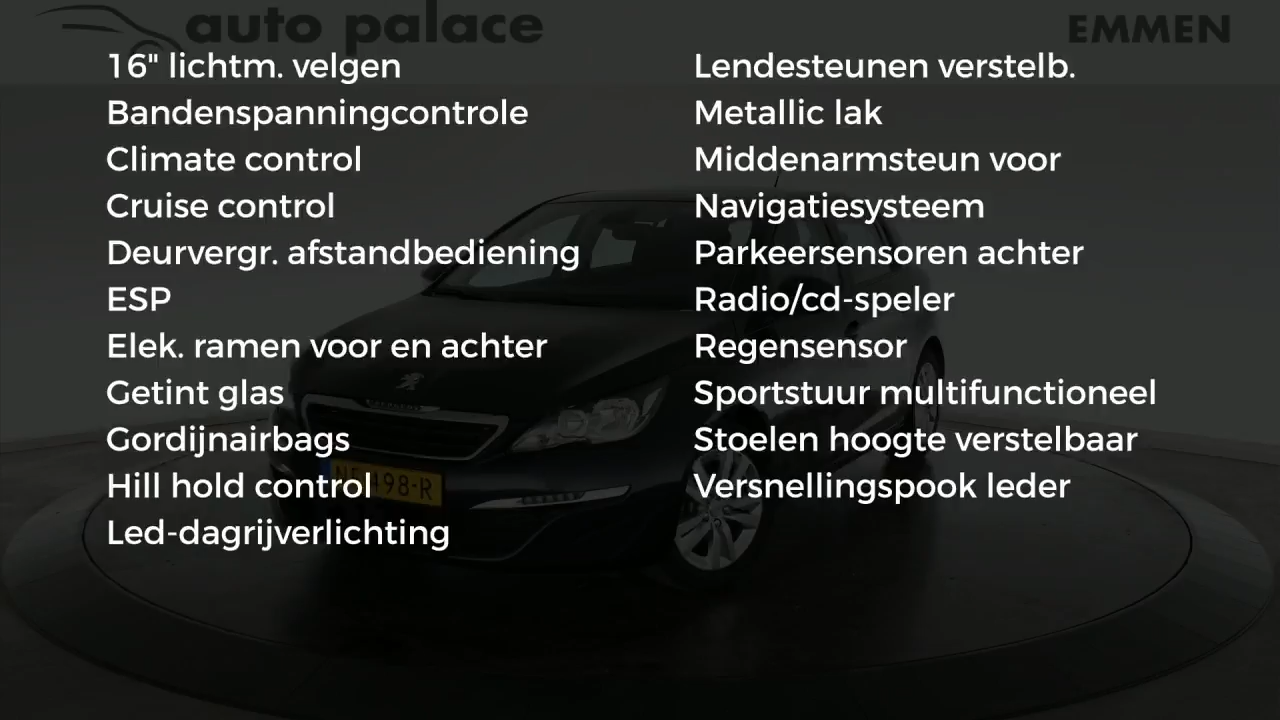 auto palace
EMMEN
16" lichtm. velgen
Bandenspanningcontrole
Climate control
Cruise control
Deurvergr. afstandbediening
ESP
Elek. ramen voor en achter
Getint glas
Gordijnairbags
Hill hold control
Led-dagrijverlichting
Lendesteunen verstelb.
Metallic lak
Middenarmsteun voor
Navigatiesysteem
Parkeersensoren achter
Radio/cd-speler
Regensensor
Sportstuur multifunctioneel
Stoelen hoogte verstelbaar
Versnellingspook leder